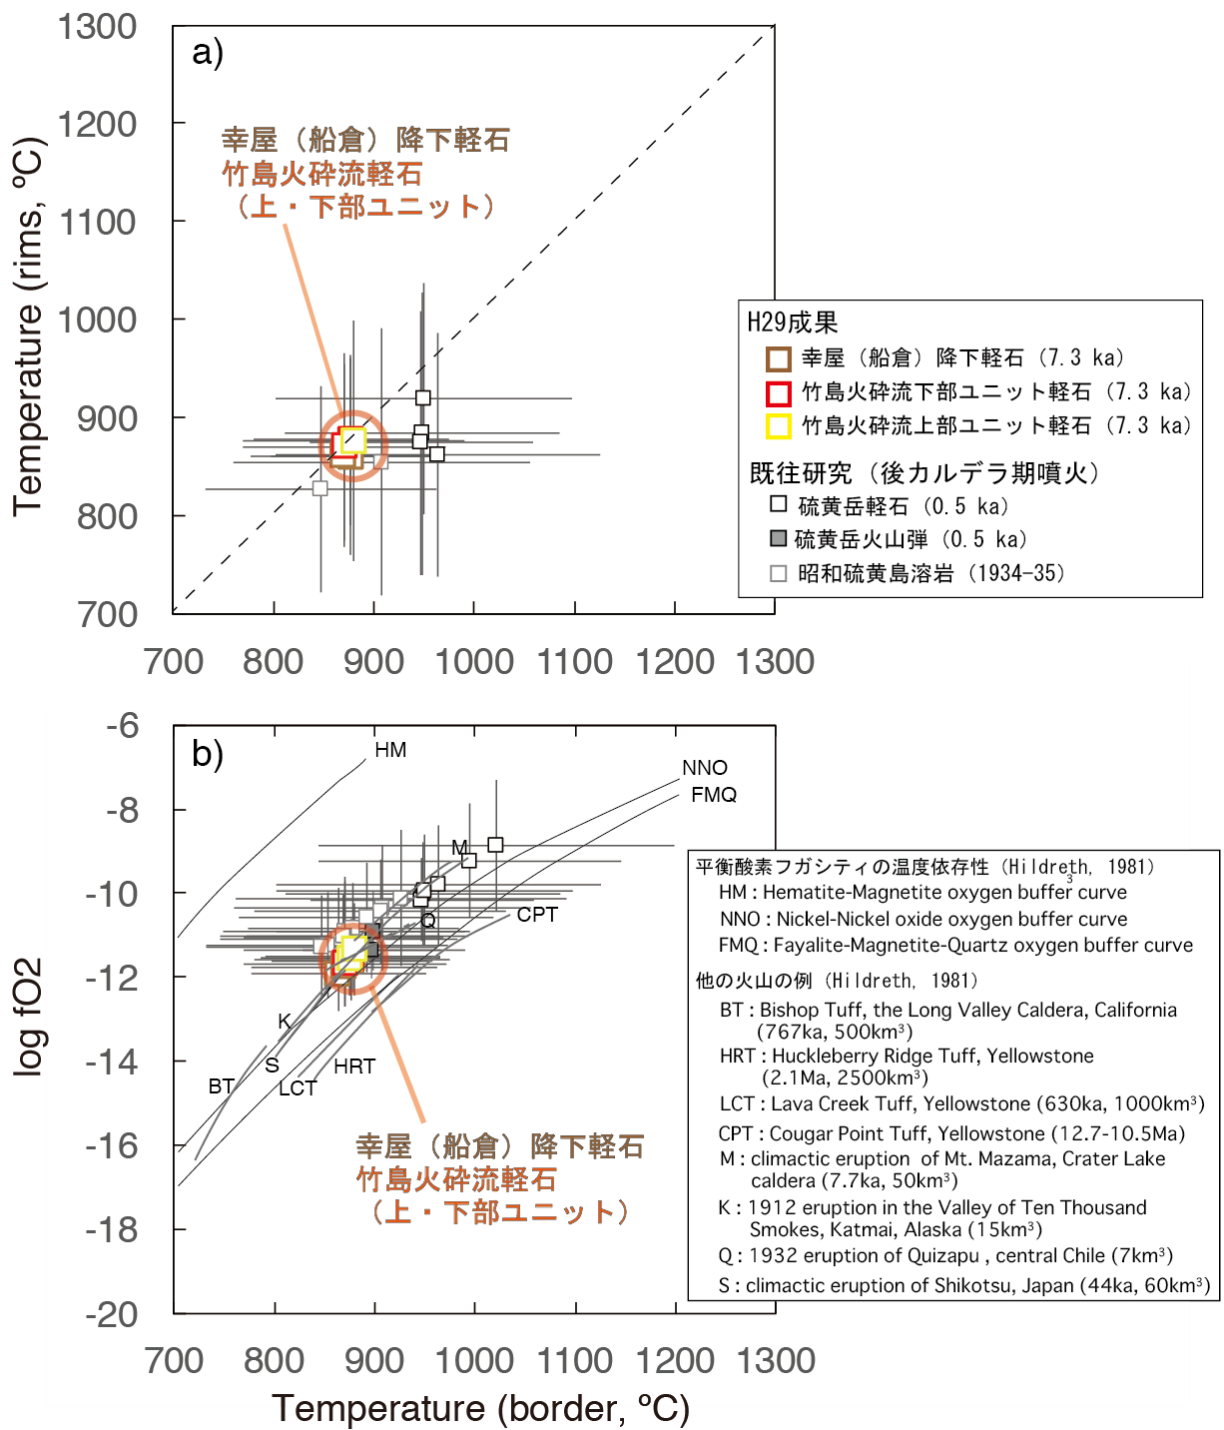 a)
Temperature (rims, ºC)
1300
1200
1100
1000
900
800
700
700 800 900 1000 1100 1200 1300
幸屋（船倉）降下軽石
竹島火砕流軽石
（上・下部ユニット）
H29成果
幸屋（船倉）降下軽石（7.3 ka）
竹島火砕流下部ユニット軽石（7.3 ka）
竹島火砕流上部ユニット軽石（7.3 ka）
既往研究（後カルデラ期噴火）
硫黄岳軽石（0.5 ka）
硫黄岳火山弾（0.5 ka）
昭和硫黄島溶岩（1934-35）
b)
log fO2
-6
-8
-10
-12
-14
-16
-18
-20
700 800 900 1000 1100 1200 1300
Temperature (border, ºC)
HM
NNO
FMQ
M
Q
CPT
K
S
BT
LCT
HRT
幸屋（船倉）降下軽石
竹島火砕流軽石
（上・下部ユニット）
平衡酸素フガシティの温度依存性（Hildreth, 1981）
3
HM : Hematite-Magnetite oxygen buffer curve
NNO : Nickel-Nickel oxide oxygen buffer curve
FMQ : Fayalite-Magnetite-Quartz oxygen buffer curve
他の火山の例（Hildreth, 1981）
BT : Bishop Tuff, the Long Valley Caldera, California
(767ka, 500km³)
HRT : Huckleberry Ridge Tuff, Yellowstone
(2.1Ma, 2500km³)
LCT : Lava Creek Tuff, Yellowstone (630ka, 1000km³)
CPT : Cougar Point Tuff, Yellowstone (12.7-10.5Ma)
M : climactic eruption of Mt. Mazama, Crater Lake
caldera (7.7ka, 50km³)
K : 1912 eruption in the Valley of Ten Thousand
Smokes, Katmai, Alaska (15km³)
Q : 1932 eruption of Quizapu , central Chile (7km³)
S : climactic eruption of Shikotsu, Japan (44ka, 60km³)